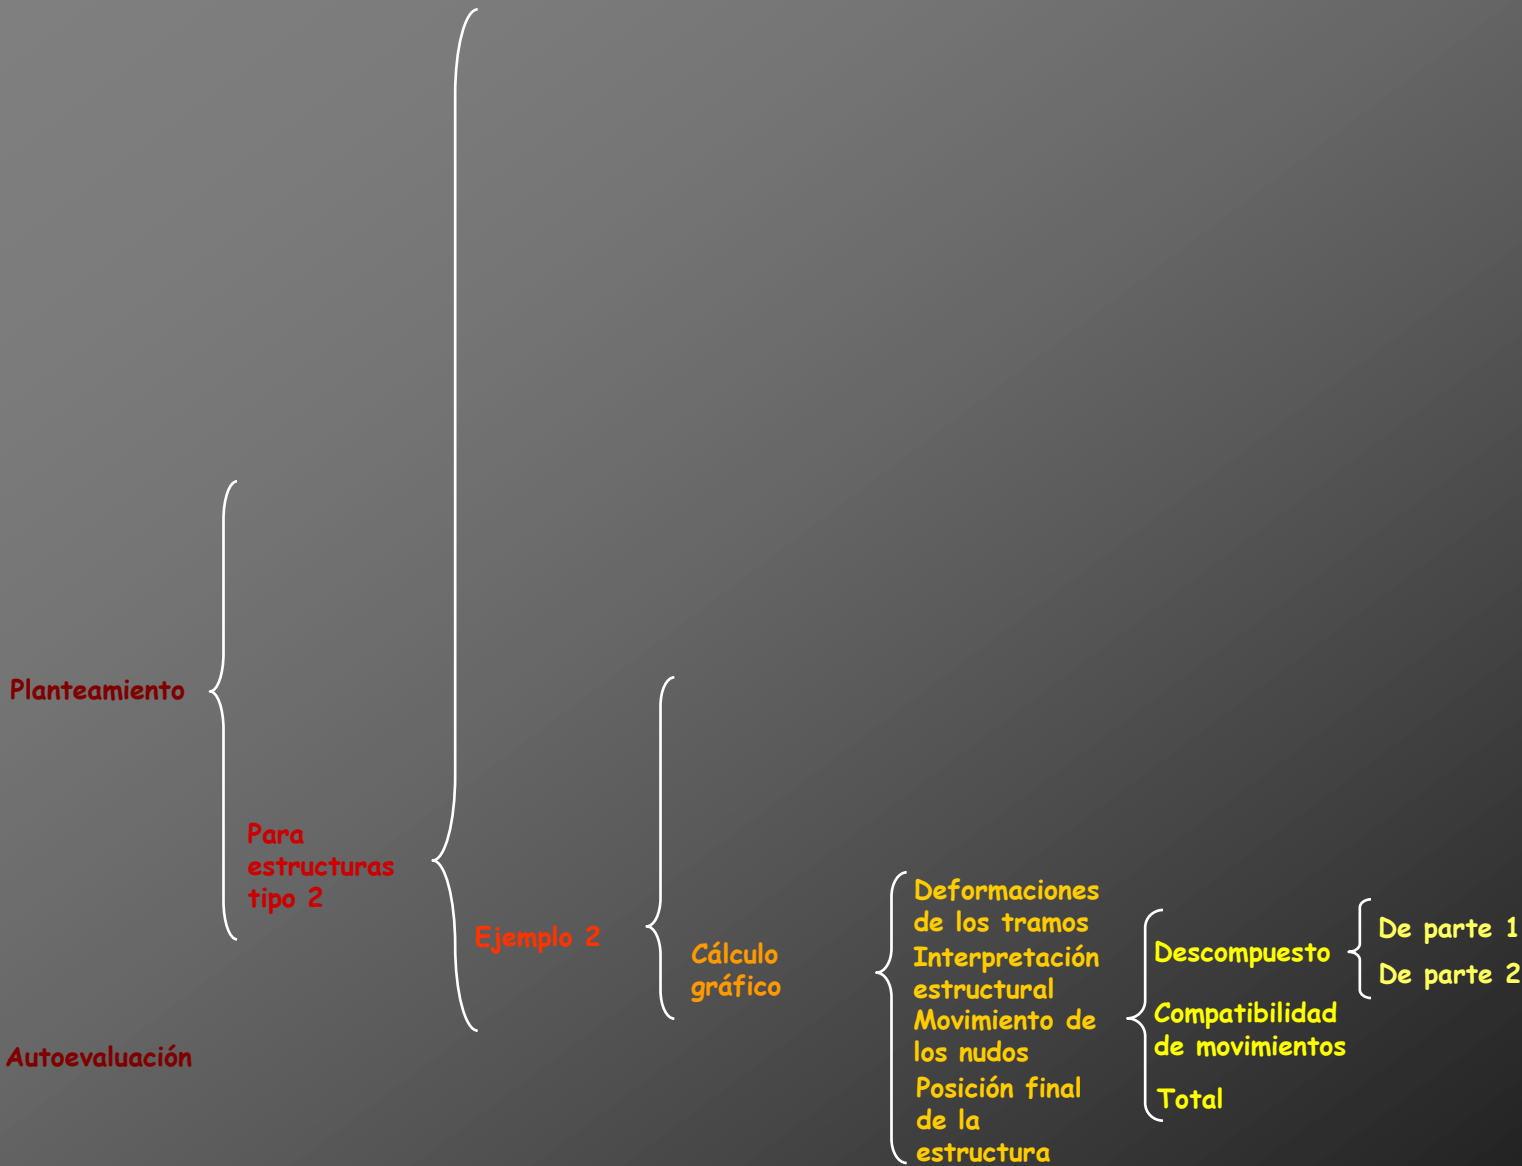 Planteamiento
Para
estructuras
tipo 2
Ejemplo 2
Cálculo
gráfico
Deformaciones
de los tramos
Interpretación
estructural
Movimiento de
los nudos
Posición final
de la
estructura
Descompuesto
De parte 1
De parte 2
Compatibilidad
de movimientos
Total
Autoevaluación